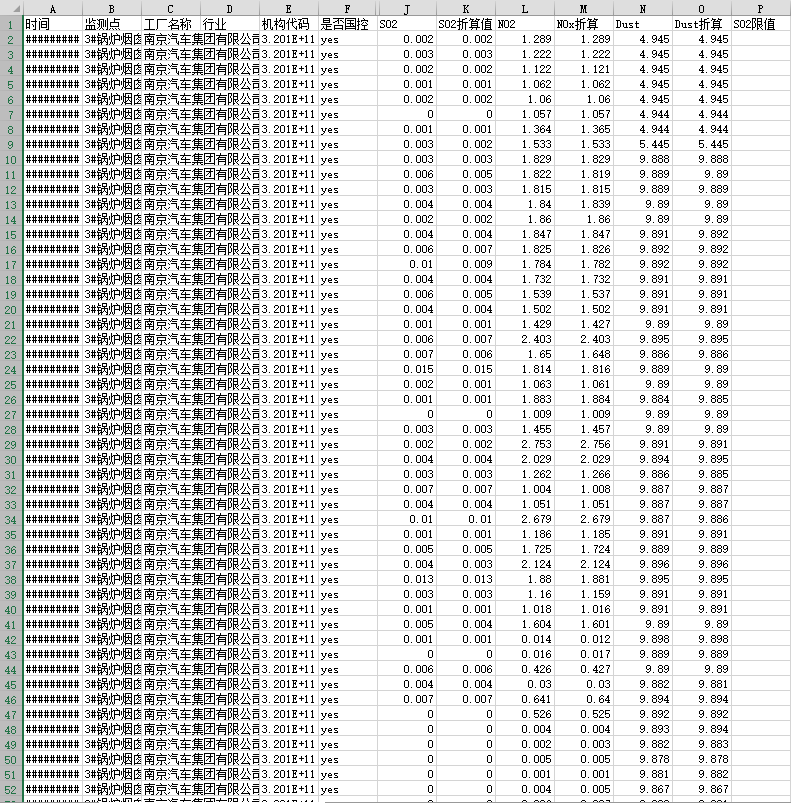 A B C D E F J K L M N O P
1 时间 监测点 工厂名称 行业 机构代码 是否国控 SO2 SO2折算值 NO2 NOx折算 Dust Dust折算 SO2限值
2 ######### 3#锅炉烟囱 南京汽车集团有限公司 3.201E+11 yes 0.002 0.002 1.289 1.289 4.945 4.945
3 ######### 3#锅炉烟囱 南京汽车集团有限公司 3.201E+11 yes 0.003 0.003 1.222 1.222 4.945 4.945
4 ######### 3#锅炉烟囱 南京汽车集团有限公司 3.201E+11 yes 0.002 0.002 1.122 1.121 4.945 4.945
5 ######### 3#锅炉烟囱 南京汽车集团有限公司 3.201E+11 yes 0.001 0.001 1.062 1.062 4.945 4.945
6 ######### 3#锅炉烟囱 南京汽车集团有限公司 3.201E+11 yes 0.002 0.002 1.06 1.06 4.945 4.945
7 ######### 3#锅炉烟囱 南京汽车集团有限公司 3.201E+11 yes 0 0 1.057 1.057 4.944 4.944
8 ######### 3#锅炉烟囱 南京汽车集团有限公司 3.201E+11 yes 0.001 0.001 1.364 1.365 4.944 4.944
9 ######### 3#锅炉烟囱 南京汽车集团有限公司 3.201E+11 yes 0.003 0.002 1.533 1.533 5.445 5.445
10 ######### 3#锅炉烟囱 南京汽车集团有限公司 3.201E+11 yes 0.003 0.003 1.829 1.829 9.888 9.888
11 ######### 3#锅炉烟囱 南京汽车集团有限公司 3.201E+11 yes 0.006 0.005 1.822 1.819 9.889 9.89
12 ######### 3#锅炉烟囱 南京汽车集团有限公司 3.201E+11 yes 0.003 0.003 1.815 1.815 9.889 9.89
13 ######### 3#锅炉烟囱 南京汽车集团有限公司 3.201E+11 yes 0.004 0.004 1.84 1.839 9.89 9.89
14 ######### 3#锅炉烟囱 南京汽车集团有限公司 3.201E+11 yes 0.002 0.002 1.86 1.86 9.89 9.89
15 ######### 3#锅炉烟囱 南京汽车集团有限公司 3.201E+11 yes 0.004 0.004 1.847 1.847 9.891 9.892
16 ######### 3#锅炉烟囱 南京汽车集团有限公司 3.201E+11 yes 0.006 0.007 1.825 1.826 9.892 9.892
17 ######### 3#锅炉烟囱 南京汽车集团有限公司 3.201E+11 yes 0.01 0.009 1.784 1.782 9.892 9.892
18 ######### 3#锅炉烟囱 南京汽车集团有限公司 3.201E+11 yes 0.004 0.004 1.732 1.732 9.891 9.891
19 ######### 3#锅炉烟囱 南京汽车集团有限公司 3.201E+11 yes 0.006 0.005 1.539 1.537 9.891 9.891
20 ######### 3#锅炉烟囱 南京汽车集团有限公司 3.201E+11 yes 0.004 0.004 1.504 1.502 9.891 9.891
21 ######### 3#锅炉烟囱 南京汽车集团有限公司 3.201E+11 yes 0.001 0.001 1.429 1.427 9.89 9.89
22 ######### 3#锅炉烟囱 南京汽车集团有限公司 3.201E+11 yes 0.006 0.007 2.403 2.403 9.895 9.895
23 ######### 3#锅炉烟囱 南京汽车集团有限公司 3.201E+11 yes 0.007 0.006 1.65 1.648 9.886 9.886
24 ######### 3#锅炉烟囱 南京汽车集团有限公司 3.201E+11 yes 0.015 0.015 1.814 1.816 9.889 9.89
25 ######### 3#锅炉烟囱 南京汽车集团有限公司 3.201E+11 yes 0.002 0.001 1.063 1.061 9.89 9.89
26 ######### 3#锅炉烟囱 南京汽车集团有限公司 3.201E+11 yes 0.001 0.001 1.883 1.884 9.884 9.885
27 ######### 3#锅炉烟囱 南京汽车集团有限公司 3.201E+11 yes 0 0 1.009 1.009 9.89 9.89
28 ######### 3#锅炉烟囱 南京汽车集团有限公司 3.201E+11 yes 0.003 0.003 1.455 1.457 9.89 9.89
29 ######### 3#锅炉烟囱 南京汽车集团有限公司 3.201E+11 yes 0.002 0.002 2.753 2.756 9.891 9.891
30 ######### 3#锅炉烟囱 南京汽车集团有限公司 3.201E+11 yes 0.004 0.004 2.029 2.029 9.894 9.895
31 ######### 3#锅炉烟囱 南京汽车集团有限公司 3.201E+11 yes 0.003 0.003 1.262 1.266 9.886 9.885
32 ######### 3#锅炉烟囱 南京汽车集团有限公司 3.201E+11 yes 0.007 0.007 1.004 1.008 9.887 9.887
33 ######### 3#锅炉烟囱 南京汽车集团有限公司 3.201E+11 yes 0.004 0.004 1.051 1.051 9.887 9.887
34 ######### 3#锅炉烟囱 南京汽车集团有限公司 3.201E+11 yes 0.01 0.01 2.679 2.679 9.887 9.886
35 ######### 3#锅炉烟囱 南京汽车集团有限公司 3.201E+11 yes 0.001 0.001 1.186 1.185 9.891 9.891
36 ######### 3#锅炉烟囱 南京汽车集团有限公司 3.201E+11 yes 0.005 0.005 1.725 1.724 9.889 9.889
37 ######### 3#锅炉烟囱 南京汽车集团有限公司 3.201E+11 yes 0.004 0.003 2.124 2.124 9.896 9.896
38 ######### 3#锅炉烟囱 南京汽车集团有限公司 3.201E+11 yes 0.013 0.013 1.88 1.881 9.895 9.895
39 ######### 3#锅炉烟囱 南京汽车集团有限公司 3.201E+11 yes 0.003 0.003 1.16 1.159 9.891 9.891
40 ######### 3#锅炉烟囱 南京汽车集团有限公司 3.201E+11 yes 0.001 0.001 1.018 1.016 9.891 9.891
41 ######### 3#锅炉烟囱 南京汽车集团有限公司 3.201E+11 yes 0.005 0.004 1.604 1.601 9.89 9.89
42 ######### 3#锅炉烟囱 南京汽车集团有限公司 3.201E+11 yes 0.001 0.001 0.014 0.012 9.898 9.898
43 ######### 3#锅炉烟囱 南京汽车集团有限公司 3.201E+11 yes 0 0 0.016 0.017 9.889 9.889
44 ######### 3#锅炉烟囱 南京汽车集团有限公司 3.201E+11 yes 0.006 0.006 0.426 0.427 9.89 9.89
45 ######### 3#锅炉烟囱 南京汽车集团有限公司 3.201E+11 yes 0.004 0.004 0.03 0.03 9.882 9.881
46 ######### 3#锅炉烟囱 南京汽车集团有限公司 3.201E+11 yes 0.007 0.007 0.641 0.64 9.894 9.894
47 ######### 3#锅炉烟囱 南京汽车集团有限公司 3.201E+11 yes 0 0 0.526 0.525 9.892 9.892
48 ######### 3#锅炉烟囱 南京汽车集团有限公司 3.201E+11 yes 0 0 0.004 0.004 9.893 9.894
49 ######### 3#锅炉烟囱 南京汽车集团有限公司 3.201E+11 yes 0 0 0.002 0.003 9.882 9.883
50 ######### 3#锅炉烟囱 南京汽车集团有限公司 3.201E+11 yes 0 0 0.005 0.005 9.878 9.878
51 ######### 3#锅炉烟囱 南京汽车集团有限公司 3.201E+11 yes 0 0 0.001 0.001 9.881 9.882
52 ######### 3#锅炉烟囱 南京汽车集团有限公司 3.201E+11 yes 0 0 0.004 0.005 9.867 9.867